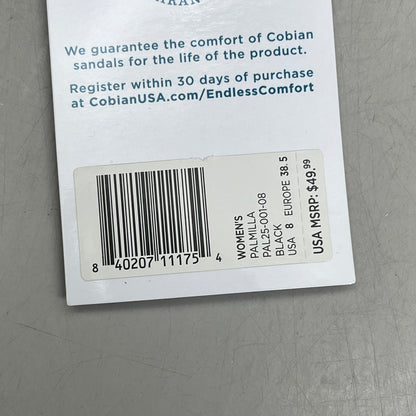 We guarantee the comfort of Cobian
sandals for the life of the product.
Register within 30 days of purchase
at CobianUSA.com/EndlessComfort
8 40207 11175 4
WOMEN'S
PALMILLA
PAL25-001-08
BLACK
USA 8 EUROPE 38.5
USA MSRP: $49.99